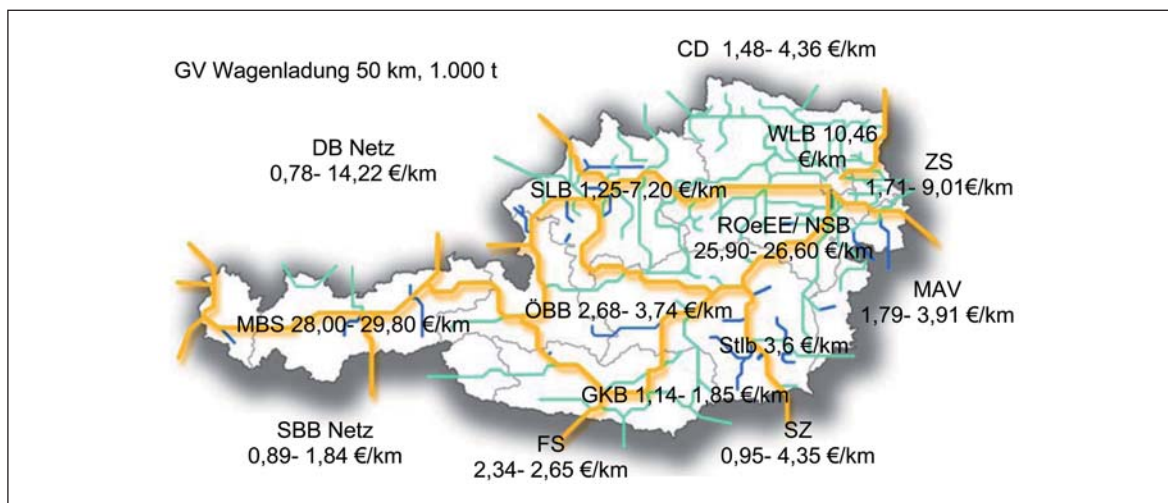 CD 1,48- 4,36 €/km
GV Wagenladung 50 km, 1.000 t
DB Netz
0,78- 14,22 €/km
WLB 10,46
€/km
ZS
1,71- 9,01€/km
SLB 1,25-7,20 €/km
ROeEE/ NSB
25,90- 26,60 €/km
MAV
1,79- 3,91 €/km
ÖBB 2,68- 3,74 €/km
MBS 28,00- 29,80 €/km
Stlb 3,6 €/km
GKB 1,14- 1,85 €/km
SBB Netz
0,89- 1,84 €/km
FS
2,34- 2,65 €/km
SZ
0,95- 4,35 €/km